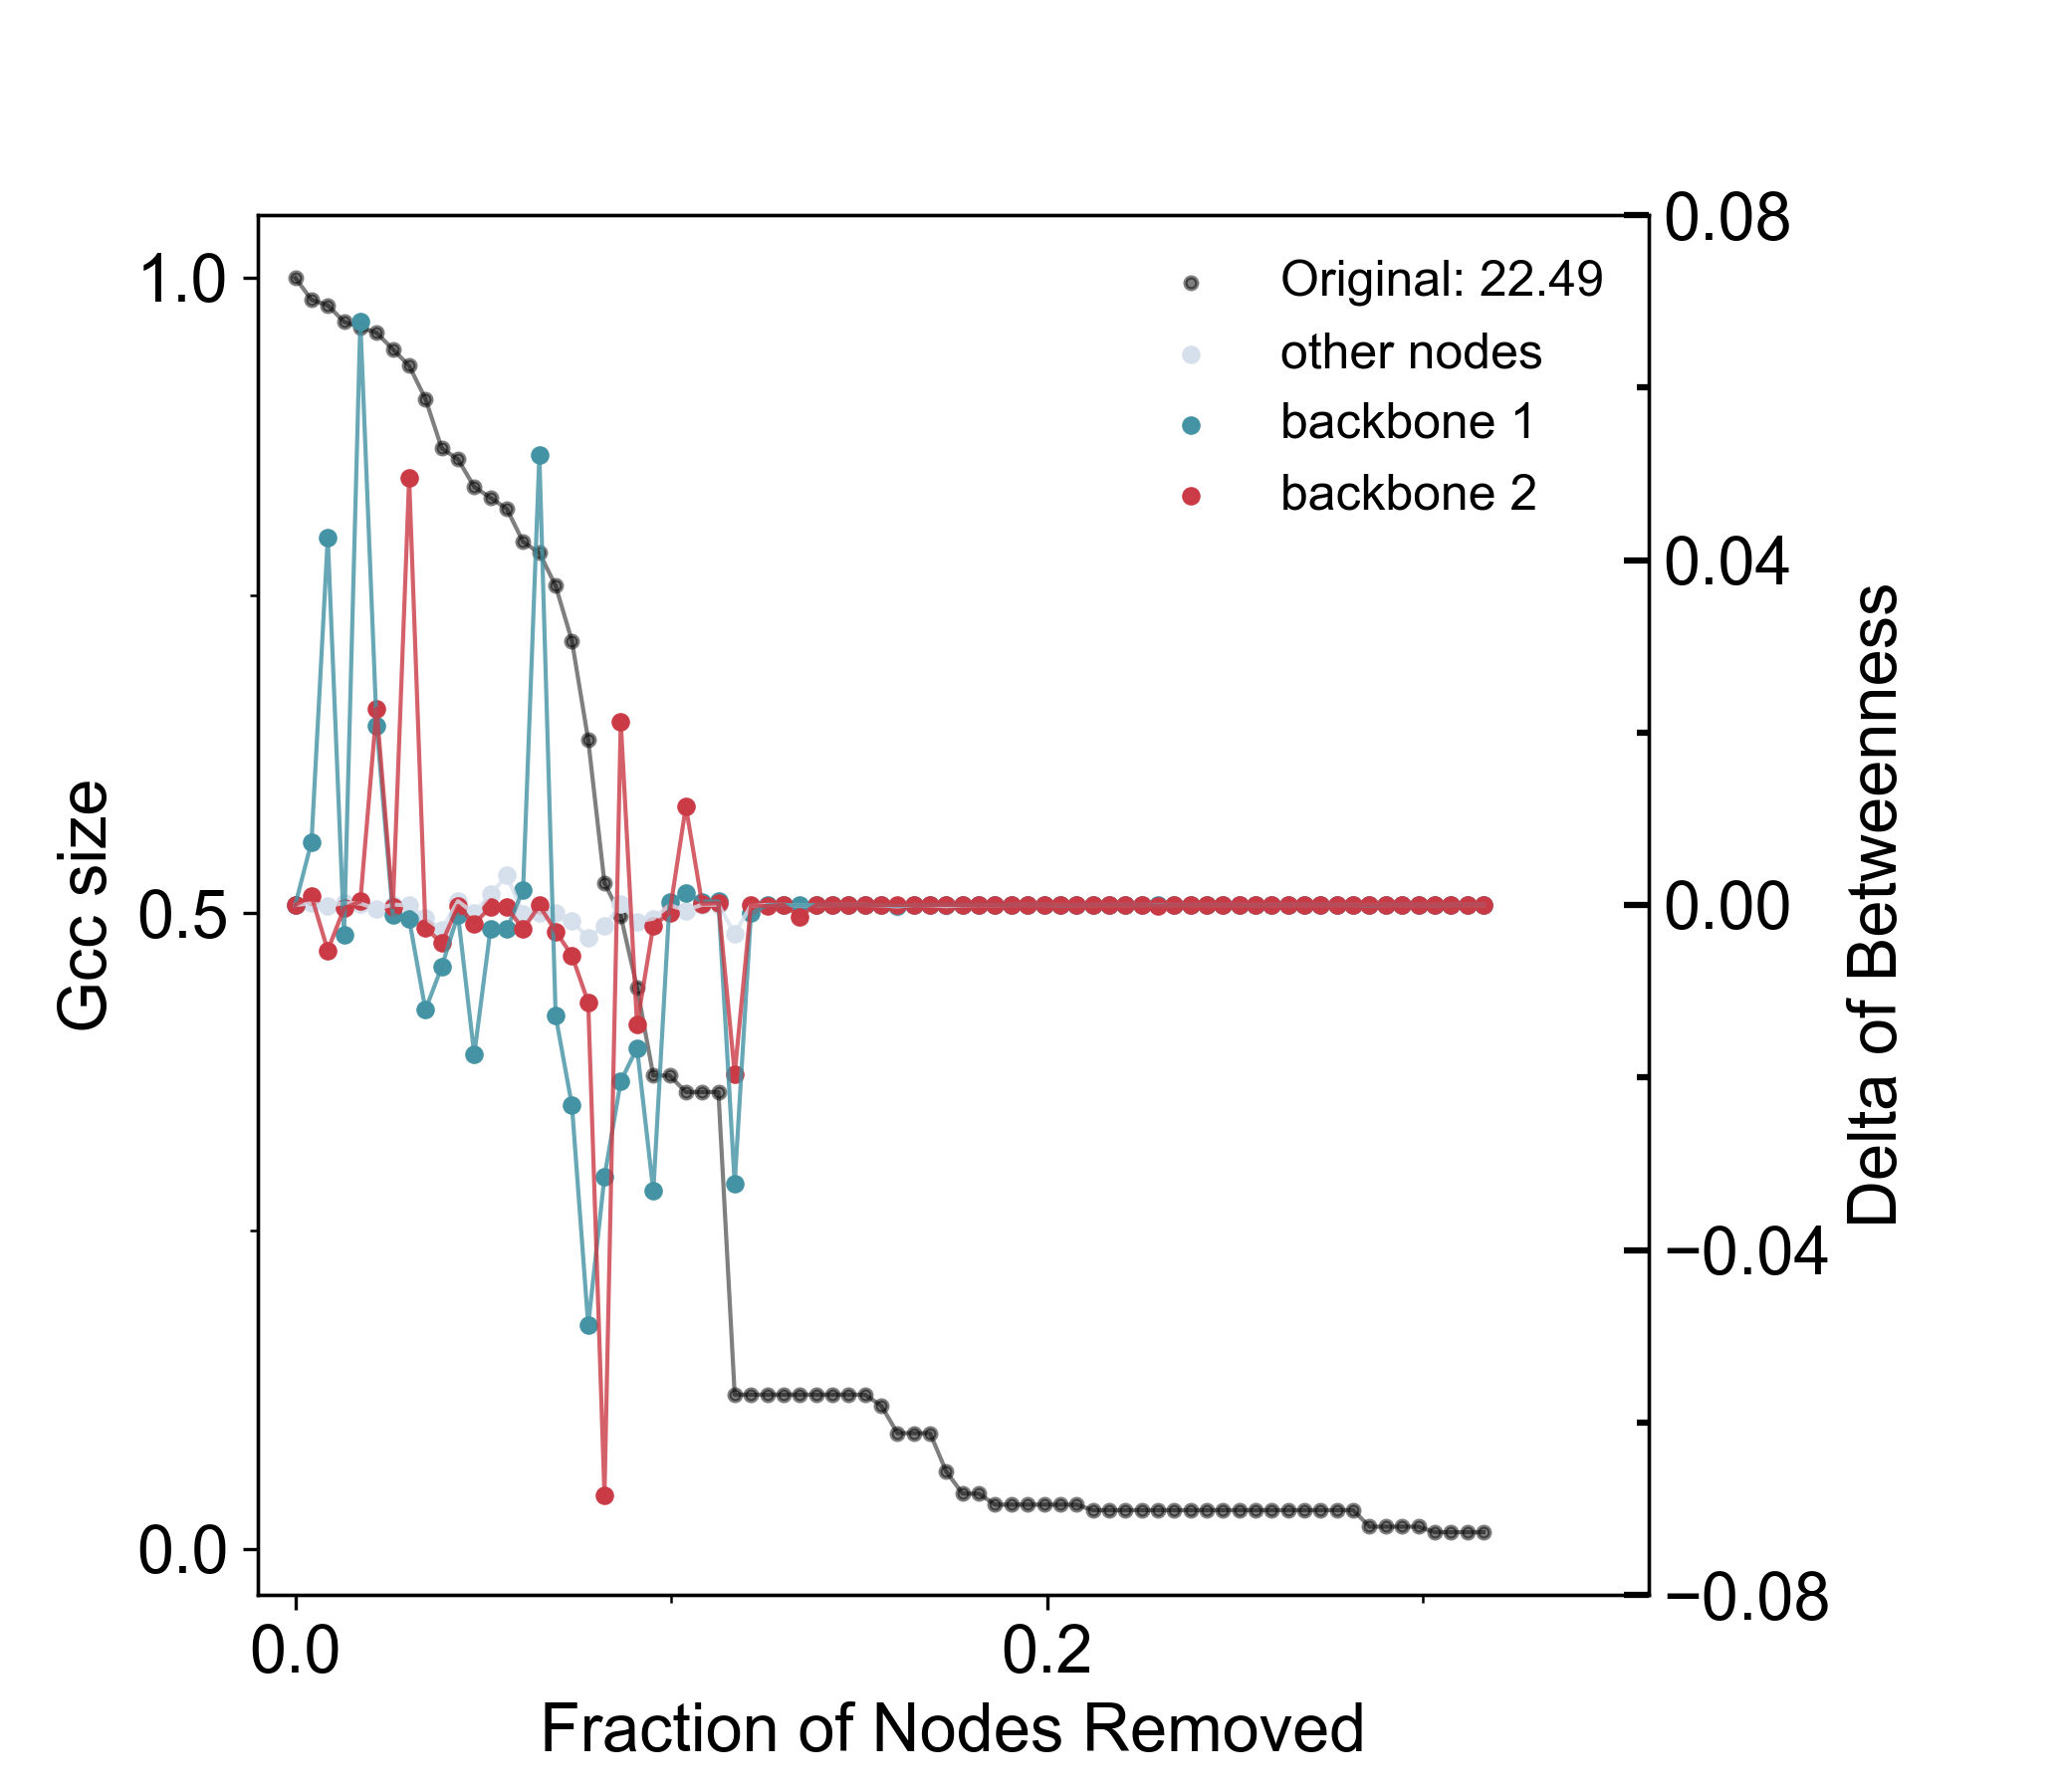 Original: 22.49
other nodes
backbone 1
backbone 2
1.0
0.5
0.0
Gcc size
0.08
0.04
0.00
−0.04
−0.08
Delta of Betweenness
0.0
0.2
Fraction of Nodes Removed